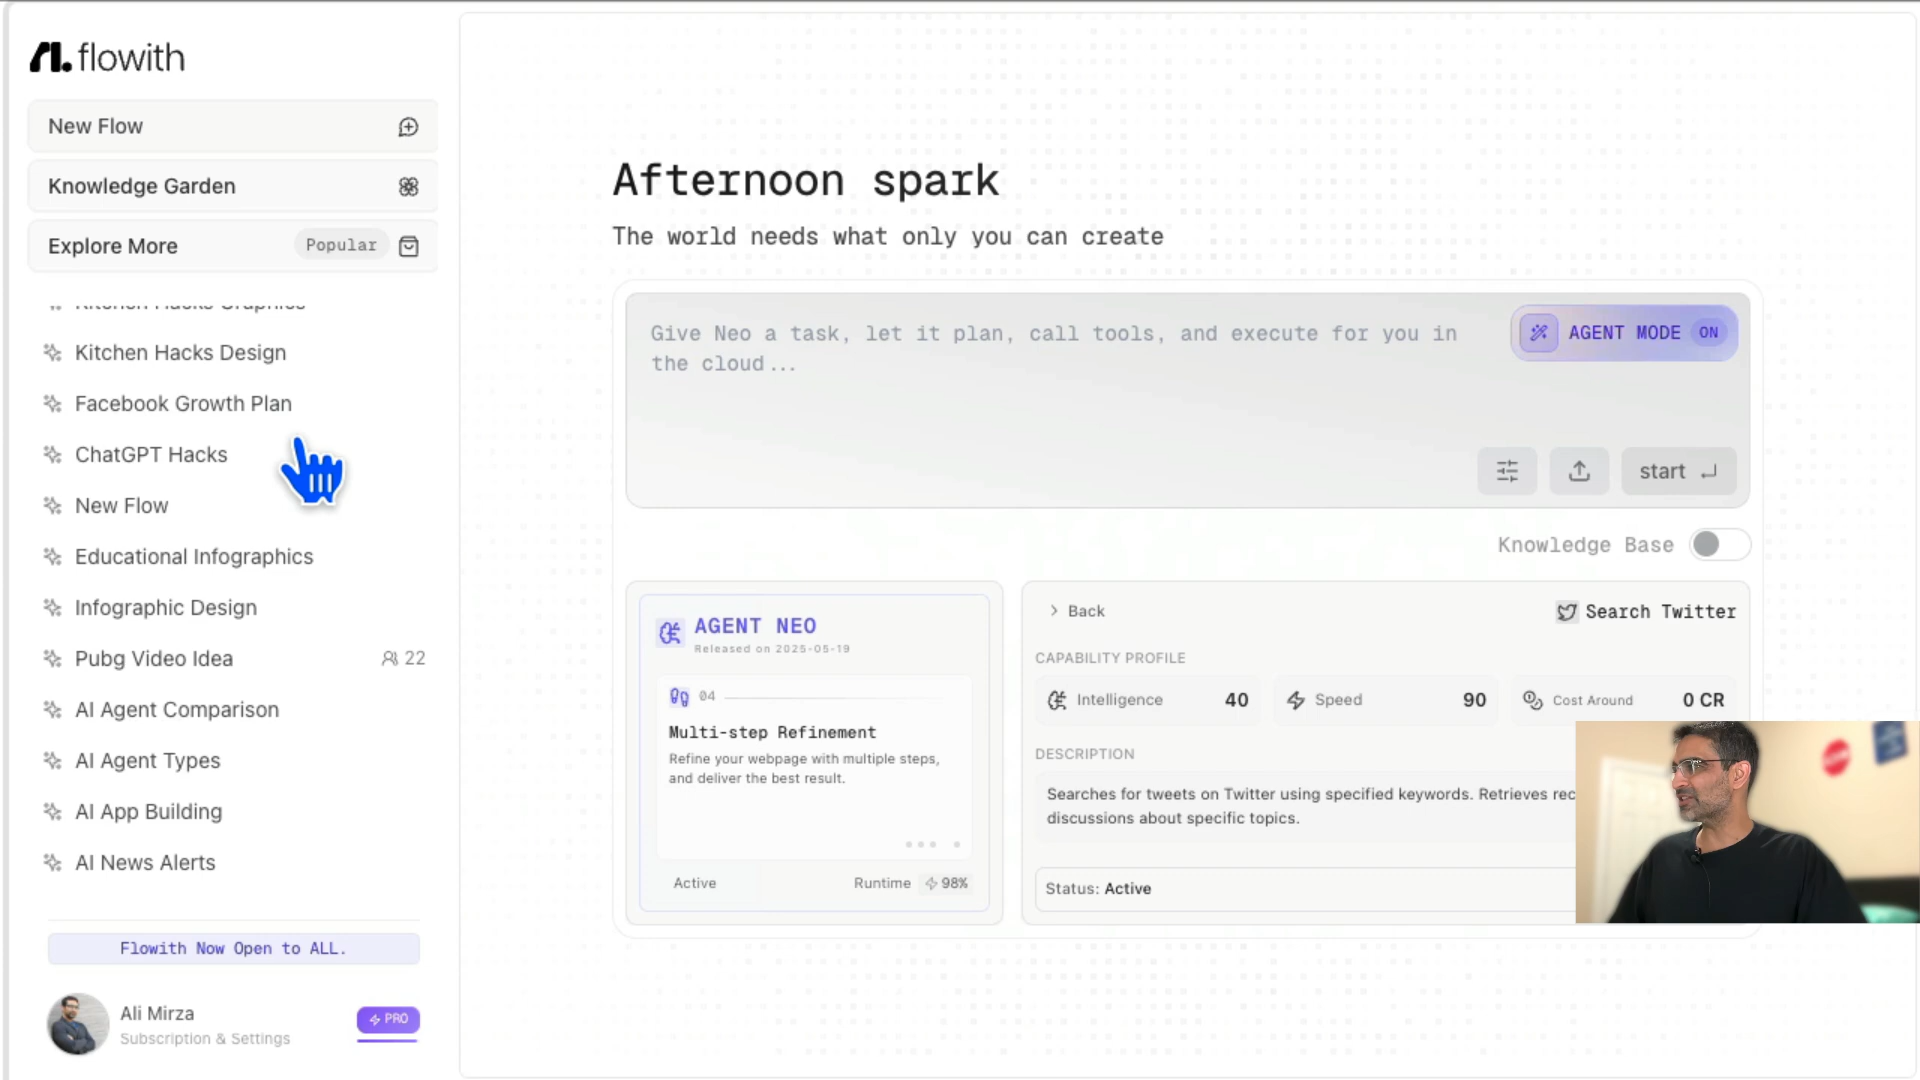 flowith
New Flow
Knowledge Garden
Explore More Popular
Kitchen Hacks Graphics
Kitchen Hacks Design
Facebook Growth Plan
ChatGPT Hacks
New Flow
Educational Infographics
Infographic Design
Pubg Video Idea 22
AI Agent Comparison
AI Agent Types
AI App Building
AI News Alerts
Flowith Now Open to ALL.
Ali Mirza
Subscription & Settings
PRO
Afternoon spark
The world needs what only you can create
Give Neo a task, let it plan, call tools, and execute for you in
the cloud...
AGENT MODE ON
start
Knowledge Base
AGENT NEO
Released on 2025-05-19
04
Multi-step Refinement
Refine your webpage with multiple steps,
and deliver the best result.
Active Runtime 98%
Back Search Twitter
CAPABILITY PROFILE
Intelligence 40 Speed 90 Cost Around 0 CR
DESCRIPTION
Searches for tweets on Twitter using specified keywords. Retrieves rec
discussions about specific topics.
Status: Active